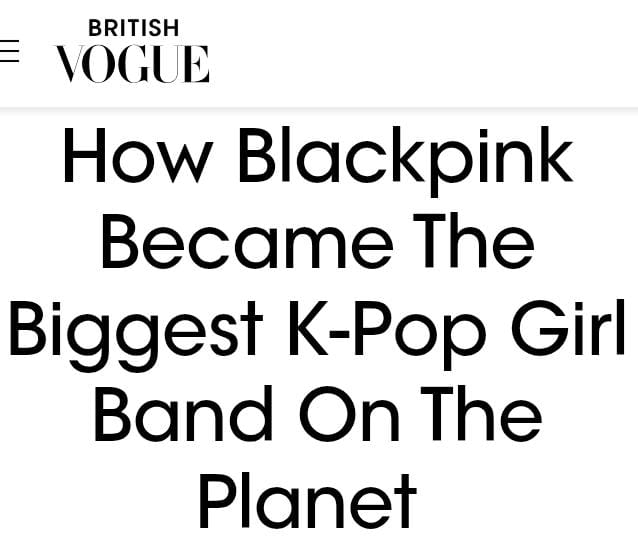 BRITISH
VOGUE
How Blackpink
Became The
Biggest K-Pop Girl
Band On The
Planet